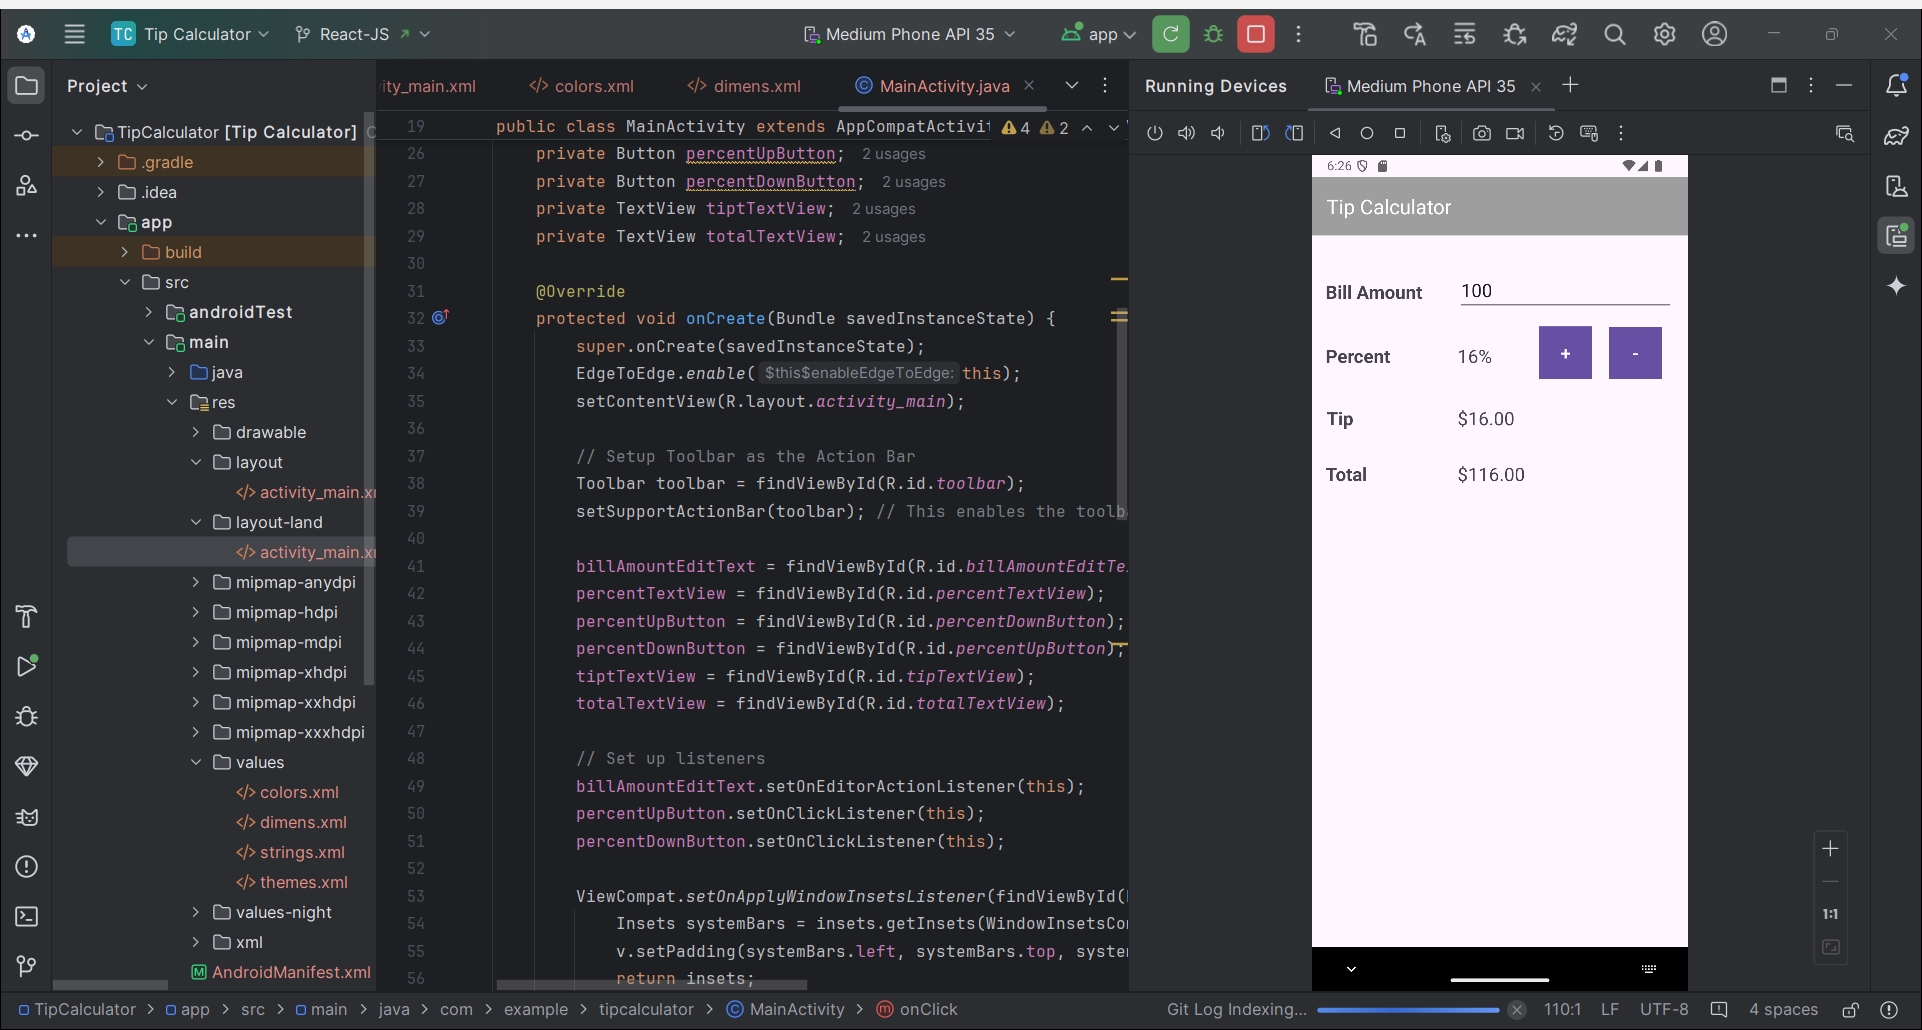 TC Tip Calculator React-JS Medium Phone API 35 app
Project
TipCalculator [Tip Calculator]
.gradle
.idea
app
build
src
androidTest
main
java
res
drawable
layout
activity_main.x
layout-land
activity_main.x
mipmap-anydpi
mipmap-hdpi
mipmap-mdpi
mipmap-xhdpi
mipmap-xxhdpi
mipmap-xxxhdpi
values
colors.xml
dimens.xml
strings.xml
themes.xml
values-night
xml
AndroidManifest.xml
ity_main.xml colors.xml dimens.xml MainActivity.java
19 public class MainActivity extends AppCompatActivit 4 2
26 private Button percentUpButton; 2 usages
27 private Button percentDownButton; 2 usages
28 private TextView tiptTextView; 2 usages
29 private TextView totalTextView; 2 usages
30
31 @Override
32 protected void onCreate(Bundle savedInstanceState) {
33 super.onCreate(savedInstanceState);
34 EdgeToEdge.enable( $this$enableEdgeToEdge: this);
35 setContentView(R.layout.activity_main);
36
37 // Setup Toolbar as the Action Bar
38 Toolbar toolbar = findViewById(R.id.toolbar);
39 setSupportActionBar(toolbar); // This enables the toolb
40
41 billAmountEditText = findViewById(R.id.billAmountEditTe
42 percentTextView = findViewById(R.id.percentTextView);
43 percentUpButton = findViewById(R.id.percentDownButton);
44 percentDownButton = findViewById(R.id.percentUpButton);
45 tiptTextView = findViewById(R.id.tipTextView);
46 totalTextView = findViewById(R.id.totalTextView);
47
48 // Set up listeners
49 billAmountEditText.setOnEditorActionListener(this);
50 percentUpButton.setOnClickListener(this);
51 percentDownButton.setOnClickListener(this);
52
53 ViewCompat.setOnApplyWindowInsetsListener(findViewById(
54 Insets systemBars = insets.getInsets(WindowInsetsCo
55 v.setPadding(systemBars.left, systemBars.top, syste
56 return insets;
Running Devices Medium Phone API 35
6:26
Tip Calculator
Bill Amount 100
Percent 16% + -
Tip $16.00
Total $116.00
1:1
TipCalculator > app > src > main > java > com > example > tipcalculator > MainActivity > onClick
Git Log Indexing... 110:1 LF UTF-8 4 spaces